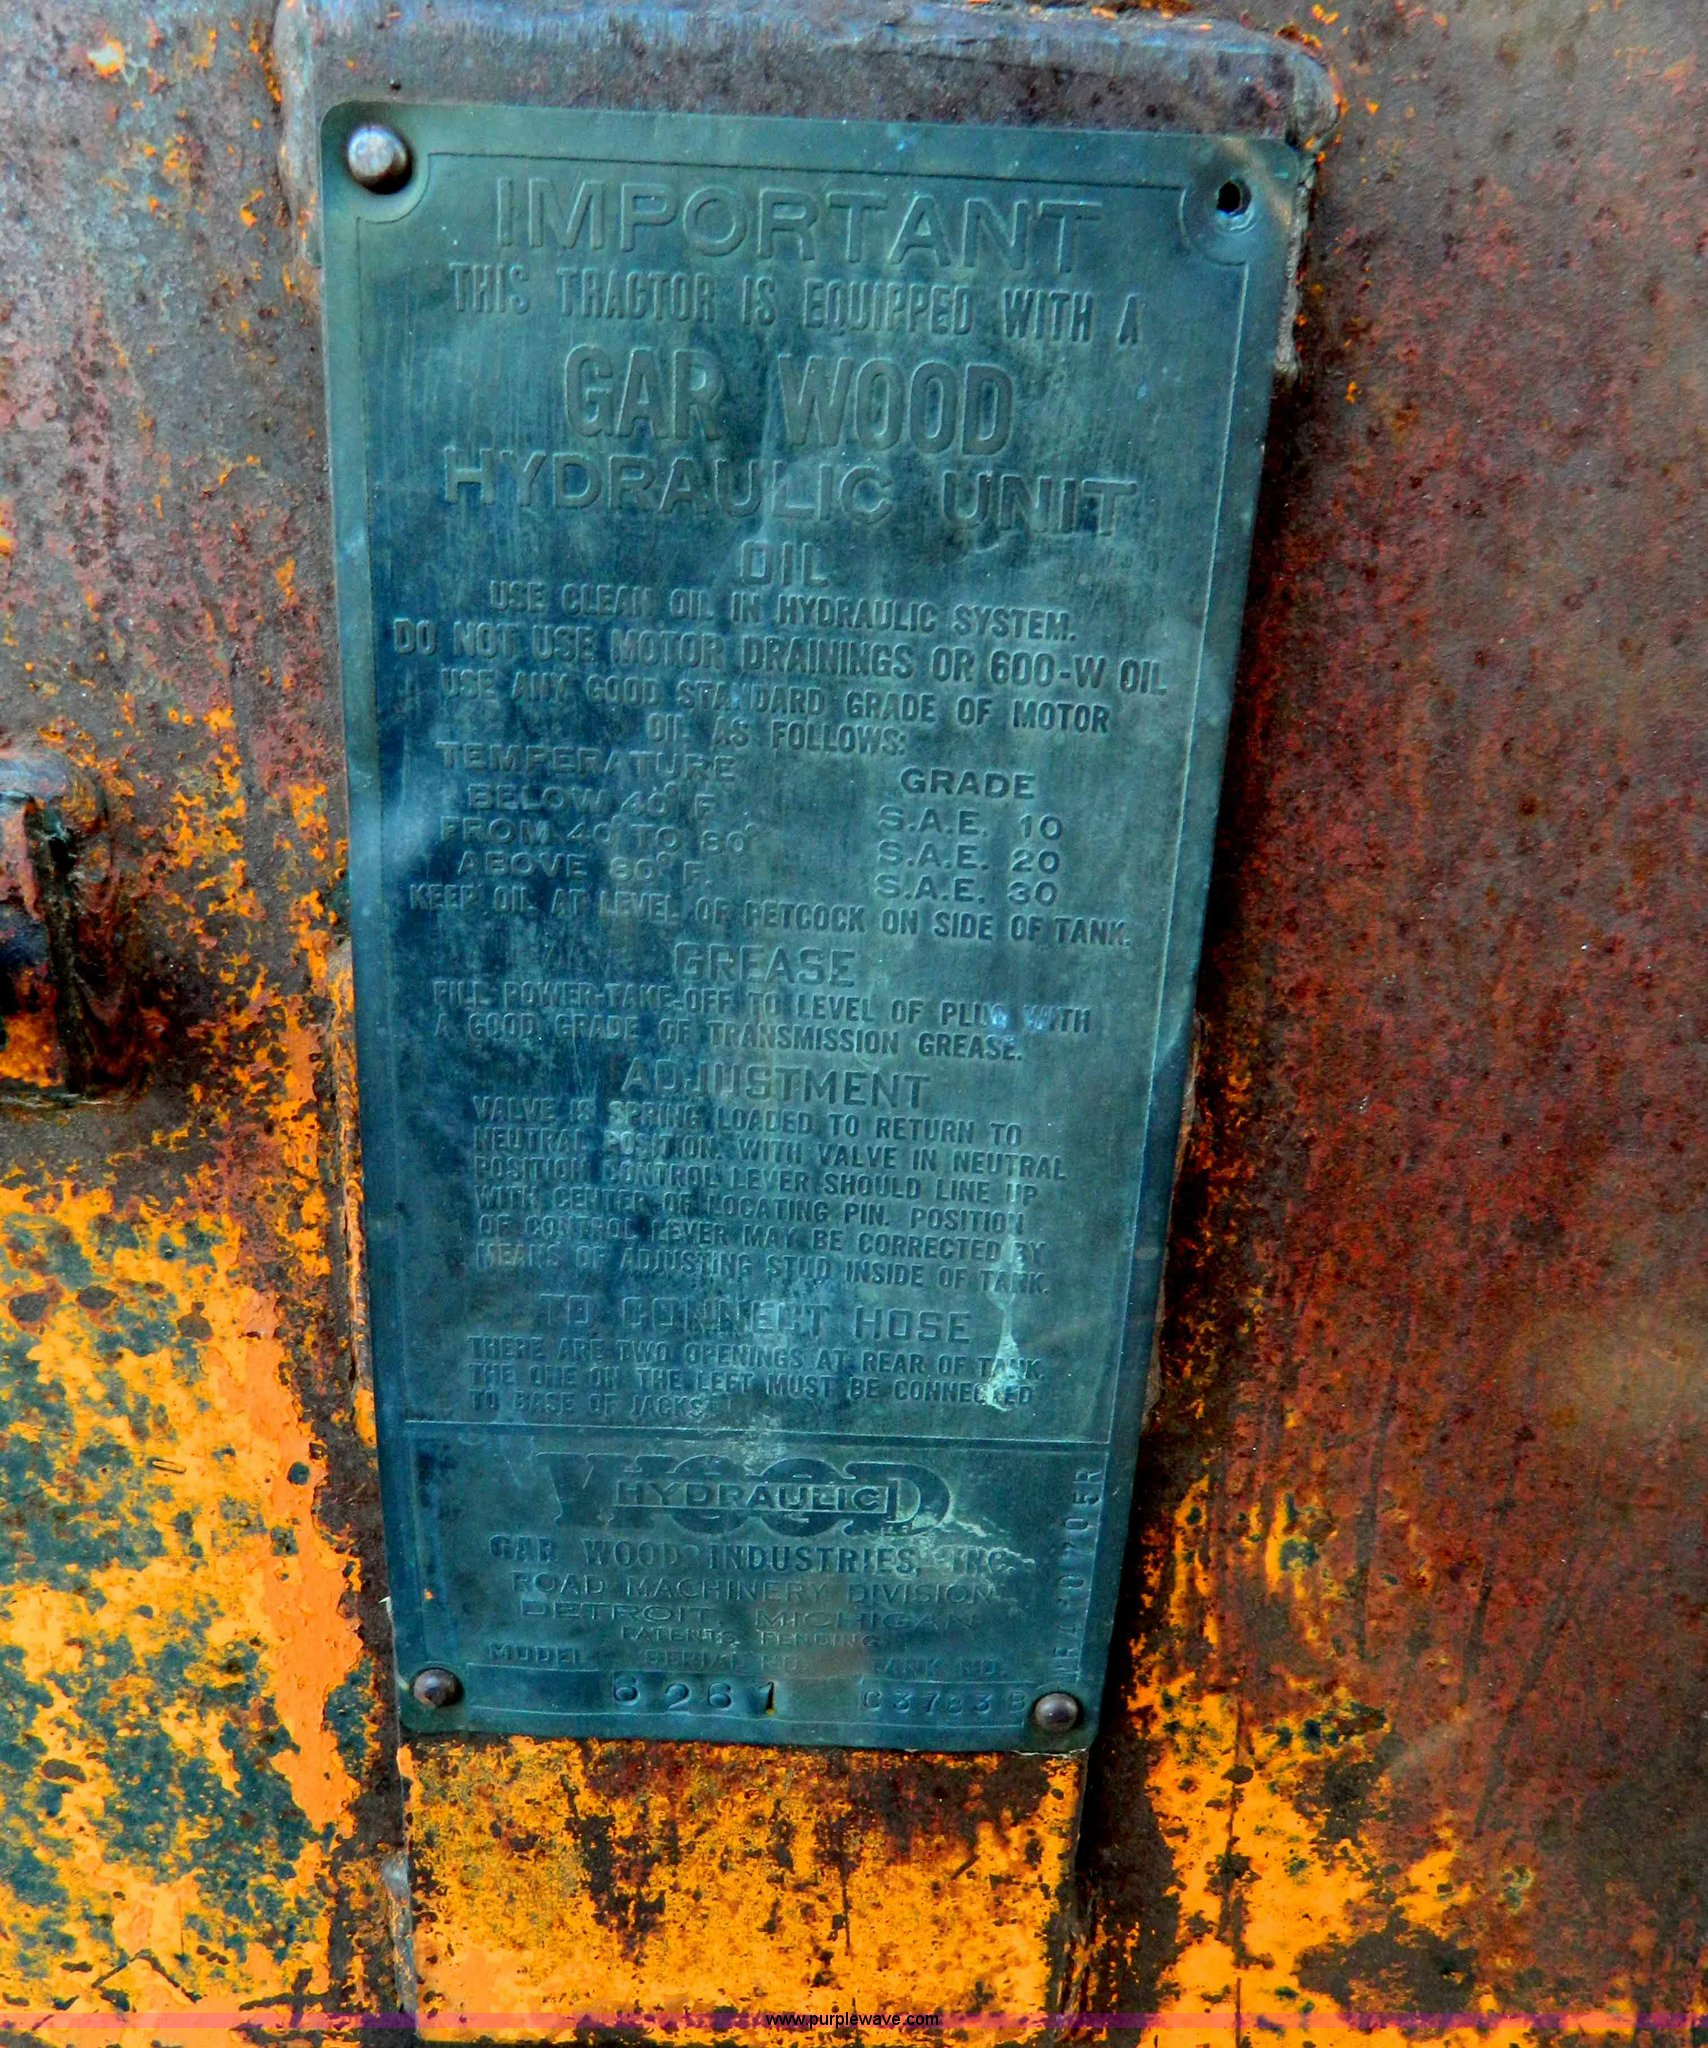 IMPORTANT
THIS TRACTOR IS EQUIPPED WITH A
GAR WOOD
HYDRAULIC UNIT
OIL
USE CLEAN OIL IN HYDRAULIC SYSTEM.
DO NOT USE MOTOR DRAININGS OR 600-W OIL
USE ANY GOOD STANDARD GRADE OF MOTOR
OIL AS FOLLOWS:
TEMPERATURE GRADE
BELOW 40° F. S.A.E. 10
FROM 40 TO 80° S.A.E. 20
ABOVE 80° F. S.A.E. 30
KEEP OIL AT LEVEL OF PETCOCK ON SIDE OF TANK.
GREASE
FILL POWER-TAKE-OFF TO LEVEL OF PLUG WITH
A GOOD GRADE OF TRANSMISSION GREASE.
ADJUSTMENT
VALVE IS SPRING LOADED TO RETURN TO
NEUTRAL POSITION. WITH VALVE IN NEUTRAL
POSITION CONTROL LEVER SHOULD LINE UP
WITH CENTER OF LOCATING PIN. POSITION
OF CONTROL LEVER MAY BE CORRECTED BY
MEANS OF ADJUSTING STUD INSIDE OF TANK.
TO CONNECT HOSE
THERE ARE TWO OPENINGS AT REAR OF TANK.
THE ONE ON THE LEFT MUST BE CONNECTED
TO BASE OF JACKS
WOOD
HYDRAULIC
GAR WOOD INDUSTRIES, INC.
ROAD MACHINERY DIVISION
DETROIT, MICHIGAN
PATENTS PENDING
MODEL SERIAL NO. TANK NO.
6261 C3783B
www.purplewave.com